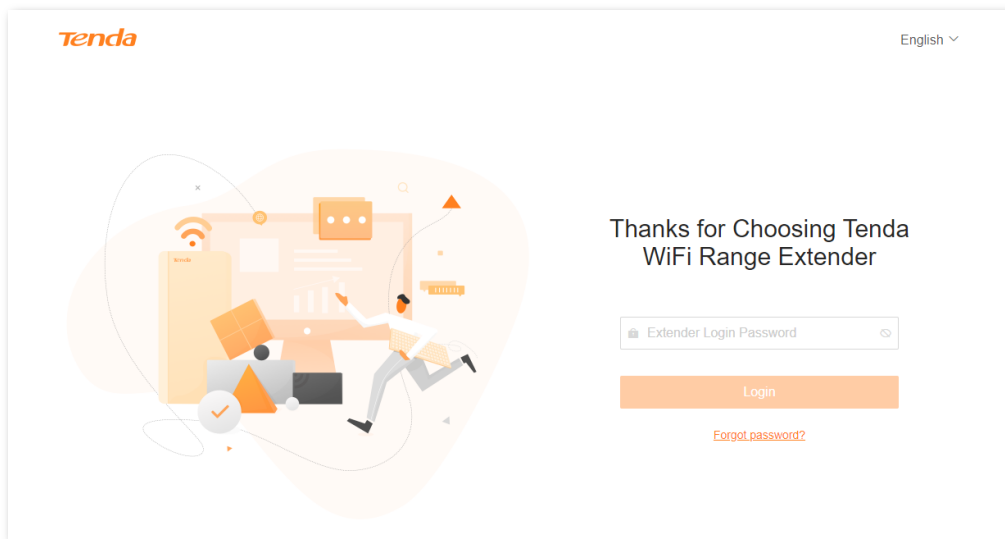 Tenda
English
Tenda
Thanks for Choosing Tenda
WiFi Range Extender
Extender Login Password
Login
Forgot password?